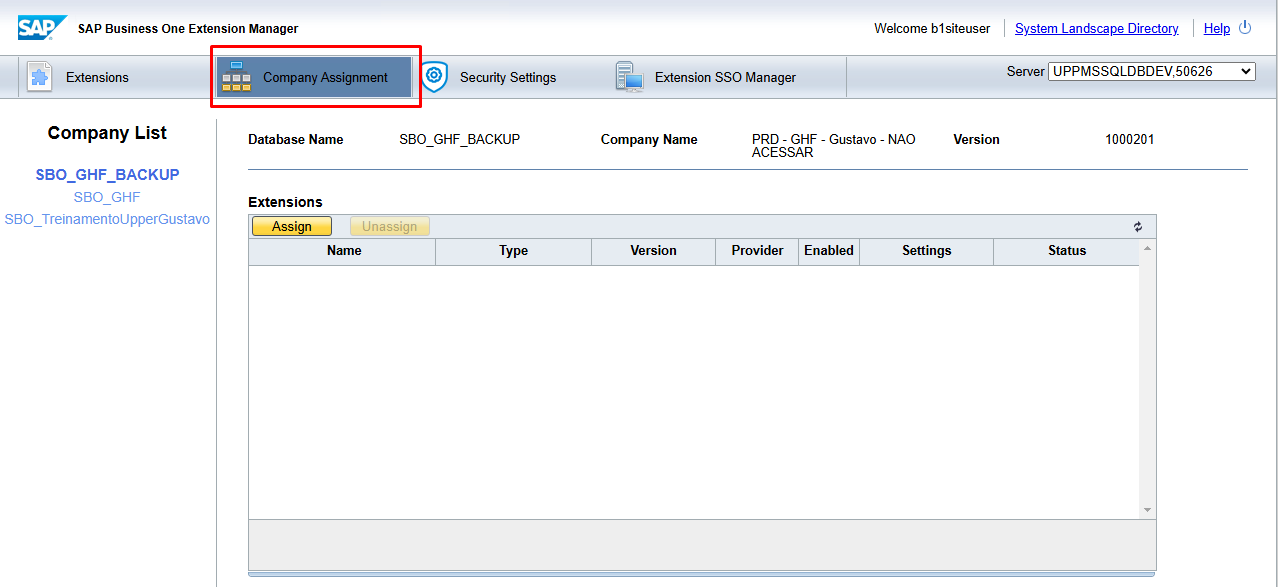 SAP SAP Business One Extension Manager
Welcome b1siteuser System Landscape Directory Help
Extensions Company Assignment Security Settings Extension SSO Manager Server UPPMSSQLDBDEV,50626
Company List
SBO_GHF_BACKUP
SBO_GHF
SBO_TreinamentoUpperGustavo
Database Name SBO_GHF_BACKUP Company Name PRD - GHF - Gustavo - NAO Version 1000201
ACESSAR
Extensions
Assign Unassign
Name Type Version Provider Enabled Settings Status